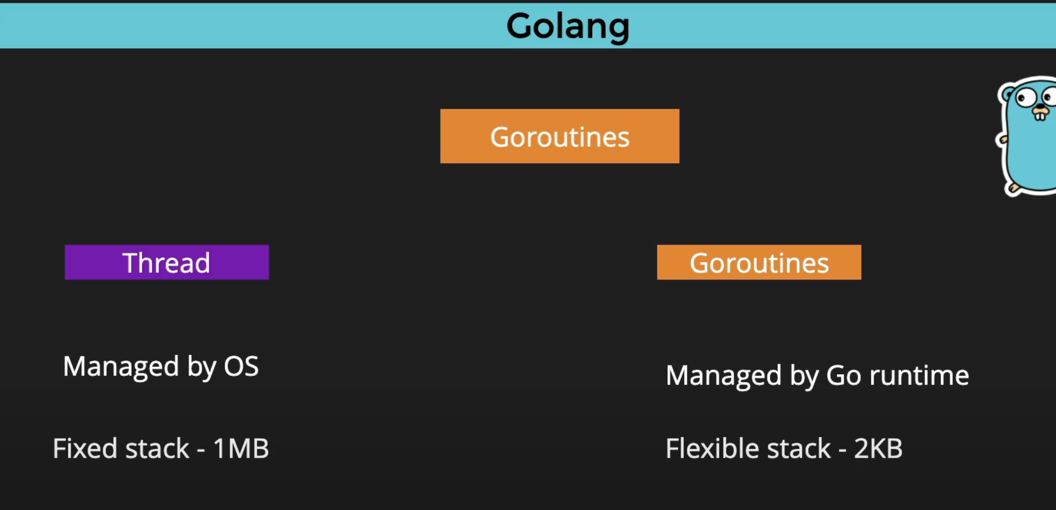 Golang
Goroutines
Thread
Goroutines
Managed by OS
Managed by Go runtime
Fixed stack - 1MB
Flexible stack - 2KB